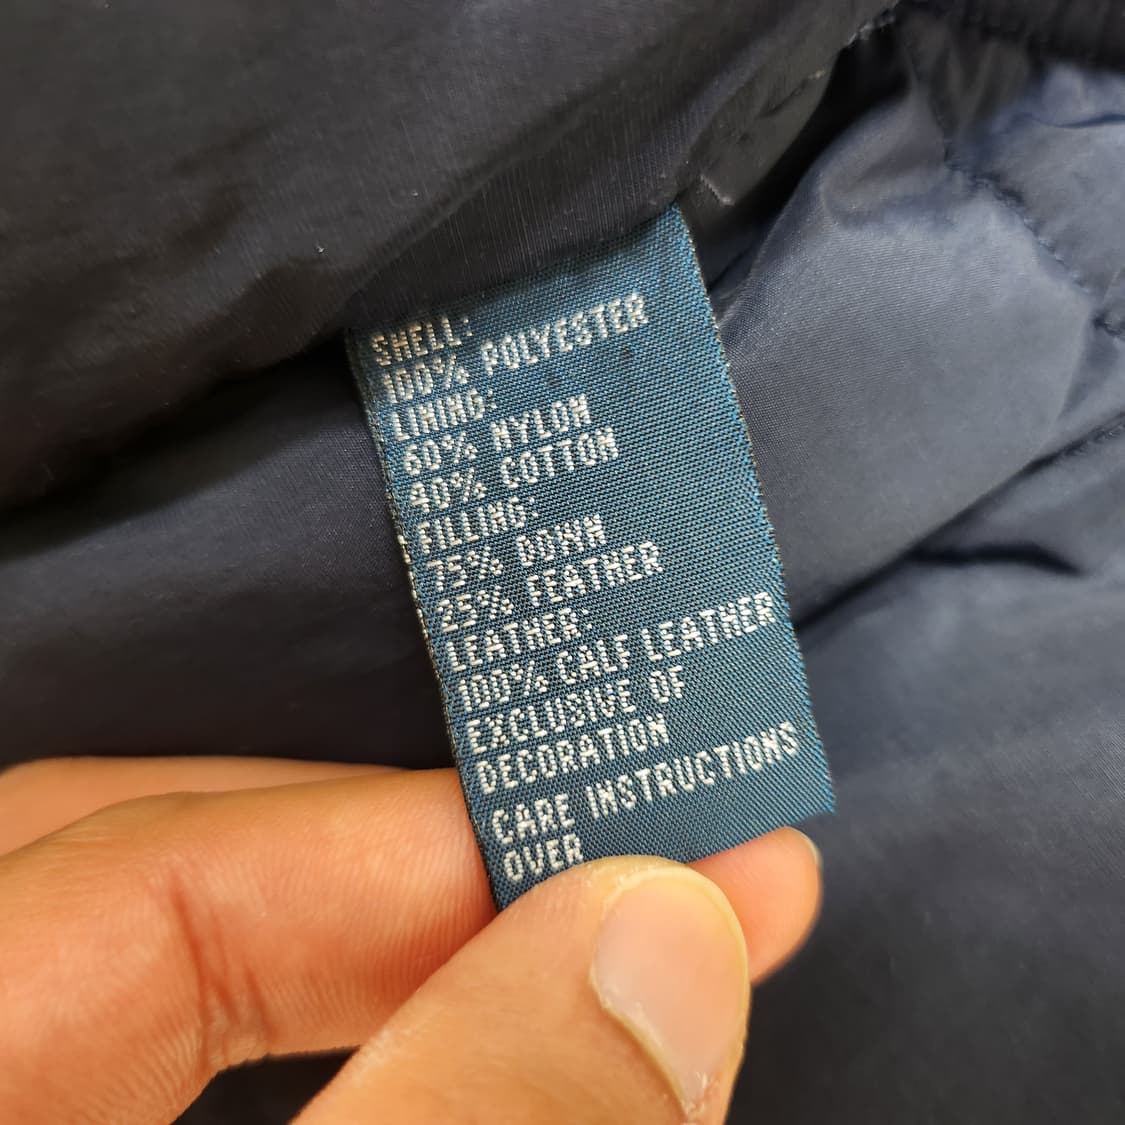 SHELL:
100% POLYESTER
LINING:
60% NYLON
40% COTTON
FILLING:
75% DOWN
25% FEATHER
LEATHER:
100% CALF LEATHER
EXCLUSIVE OF
DECORATION
CARE INSTRUCTIONS
OVER